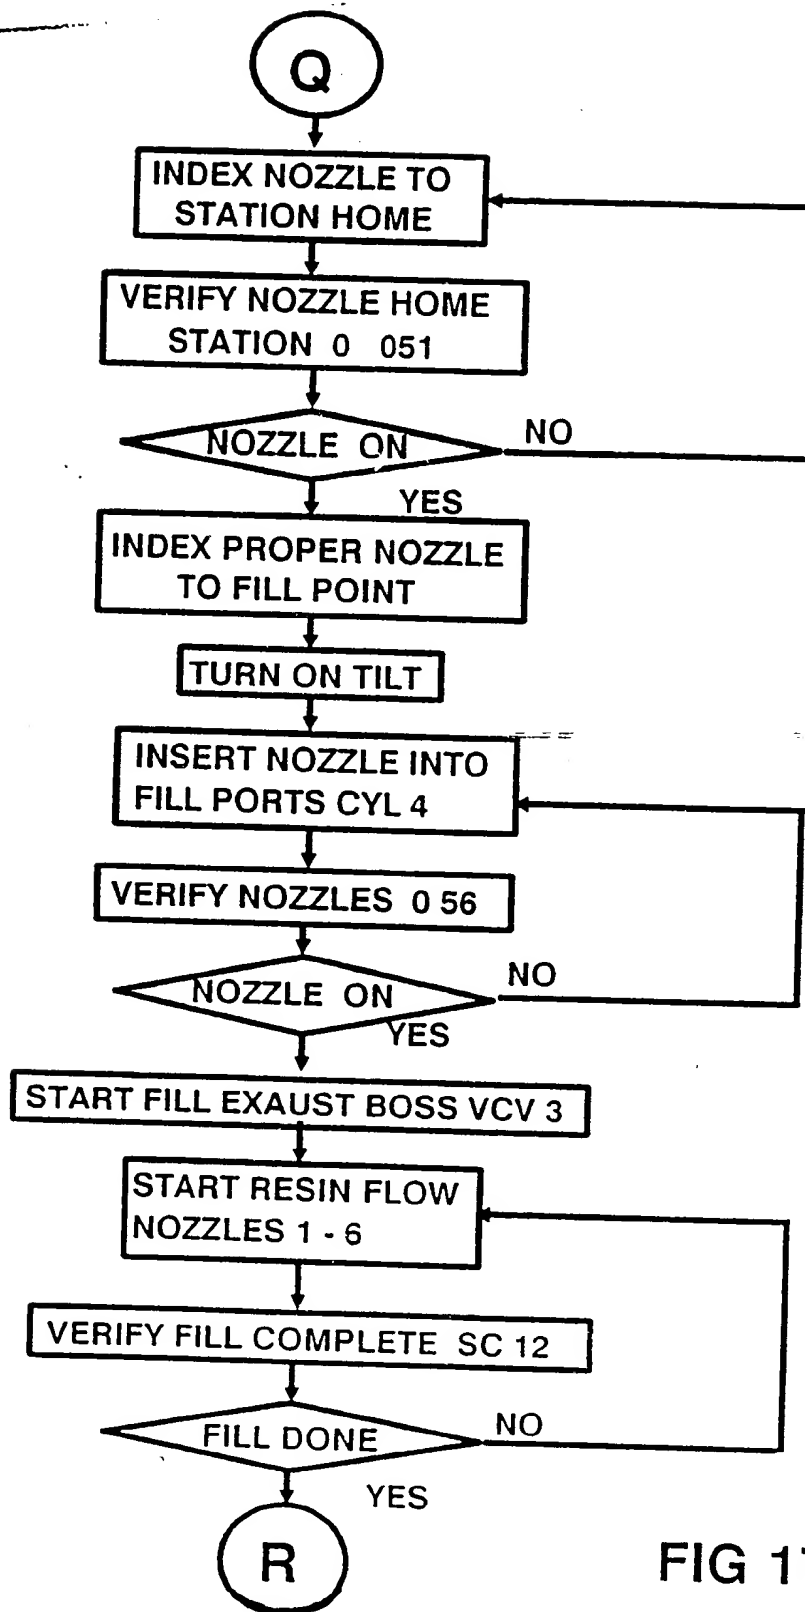 Q
INDEX NOZZLE TO
STATION HOME
VERIFY NOZZLE HOME
STATION 0 051
NOZZLE ON
NO
YES
INDEX PROPER NOZZLE
TO FILL POINT
TURN ON TILT
INSERT NOZZLE INTO
FILL PORTS CYL 4
VERIFY NOZZLES 0 56
NOZZLE ON
NO
YES
START FILL EXAUST BOSS VCV 3
START RESIN FLOW
NOZZLES 1 - 6
VERIFY FILL COMPLETE SC 12
FILL DONE
NO
YES
R
FIG 1